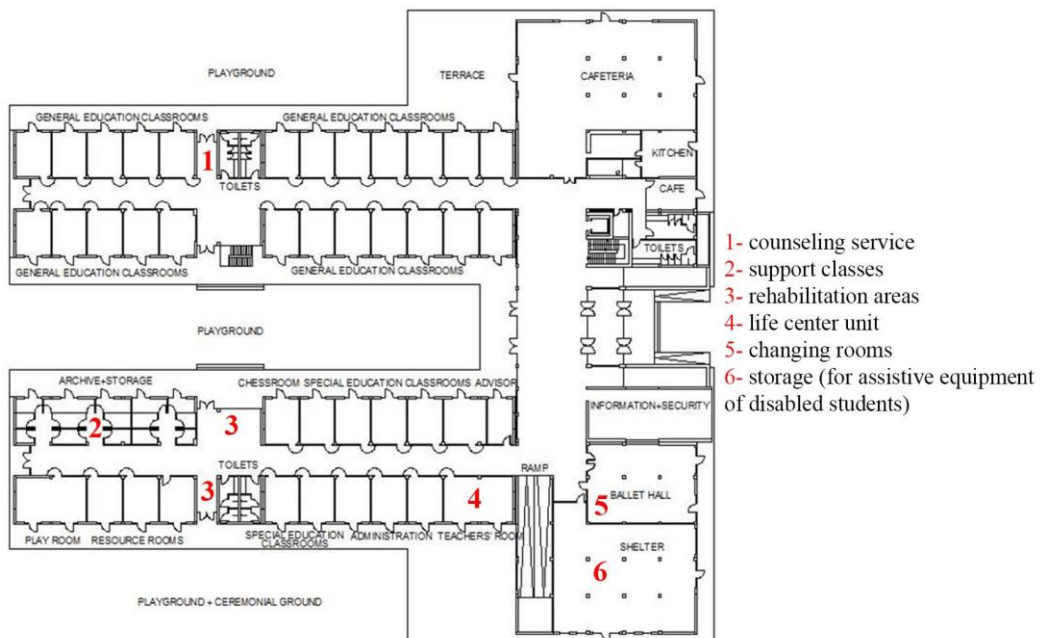 PLAYGROUND
TERRACE
CAFETERIA
GENERAL EDUCATION CLASSROOMS
GENERAL EDUCATION CLASSROOMS
1
KITCHEN
TOILETS
CAFE
TOILETS
GENERAL EDUCATION CLASSROOMS
GENERAL EDUCATION CLASSROOMS
1- counseling service
2- support classes
3- rehabilitation areas
4- life center unit
5- changing rooms
6- storage (for assistive equipment
of disabled students)
PLAYGROUND
ARCHIVE+STORAGE
CHESSROOM
SPECIAL EDUCATION CLASSROOMS
ADVISOR
INFORMATION+SECURITY
2
3
TOILETS
RAMP
3
4
5
BALLET HALL
PLAY ROOM
RESOURCE ROOMS
SPECIAL EDUCATION
CLASSROOMS
ADMINISTRATION
TEACHERS' ROOM
SHELTER
6
PLAYGROUND + CEREMONIAL GROUND